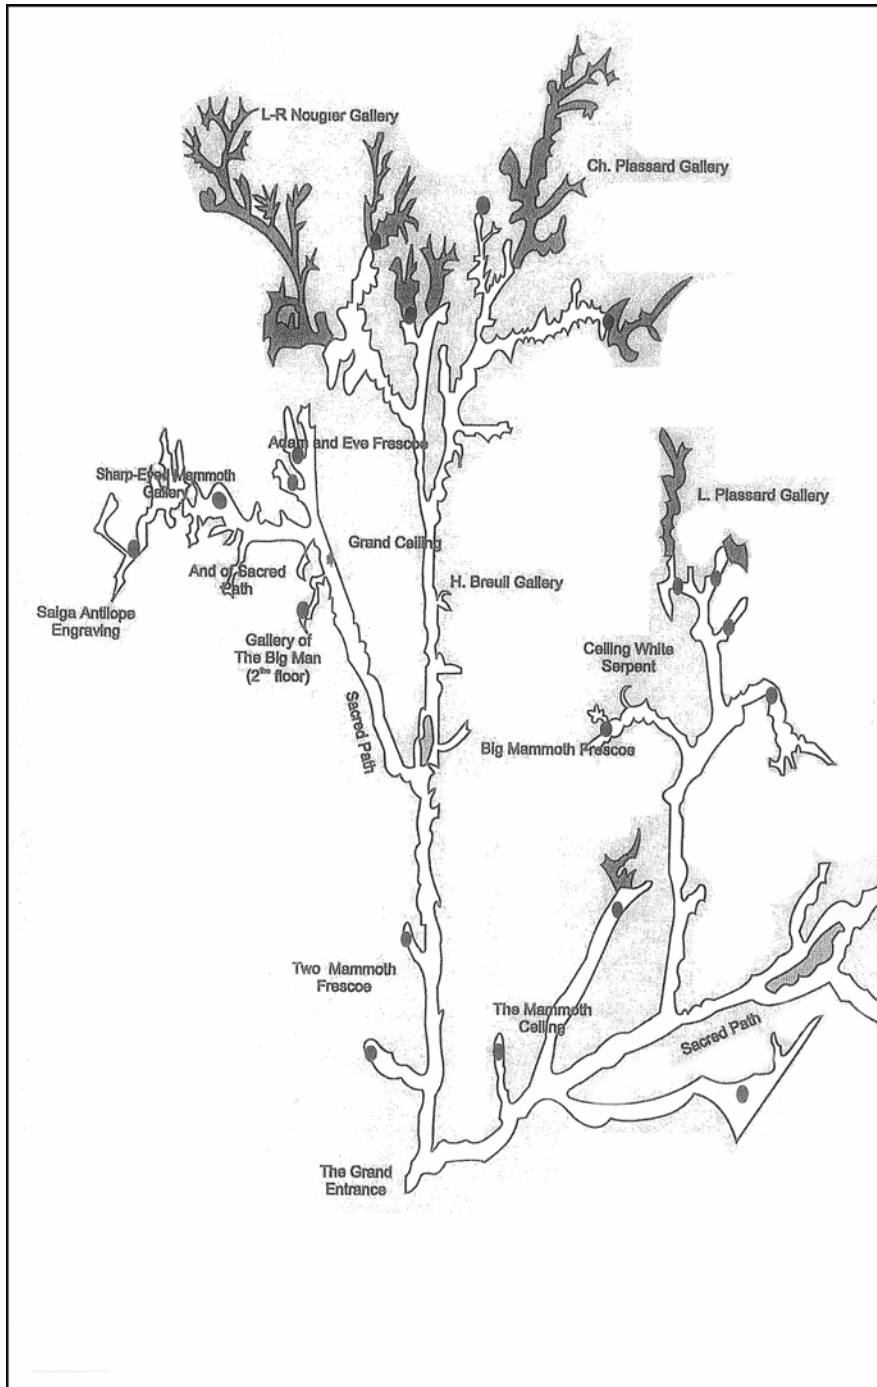 L-R Nougier Gallery
Ch. Plassard Gallery
Adam and Eve Frescoe
Sharp-Eyed Mammoth
Gallery
L. Plassard Gallery
Grand Ceiling
And of Sacred
Path
H. Breuil Gallery
Saiga Antilope
Engraving
Gallery of
The Big Man
(2the floor)
Ceiling White
Serpent
Sacred Path
Big Mammoth Frescoe
Two Mammoth
Frescoe
The Mammoth
Ceiling
Sacred Path
The Grand
Entrance